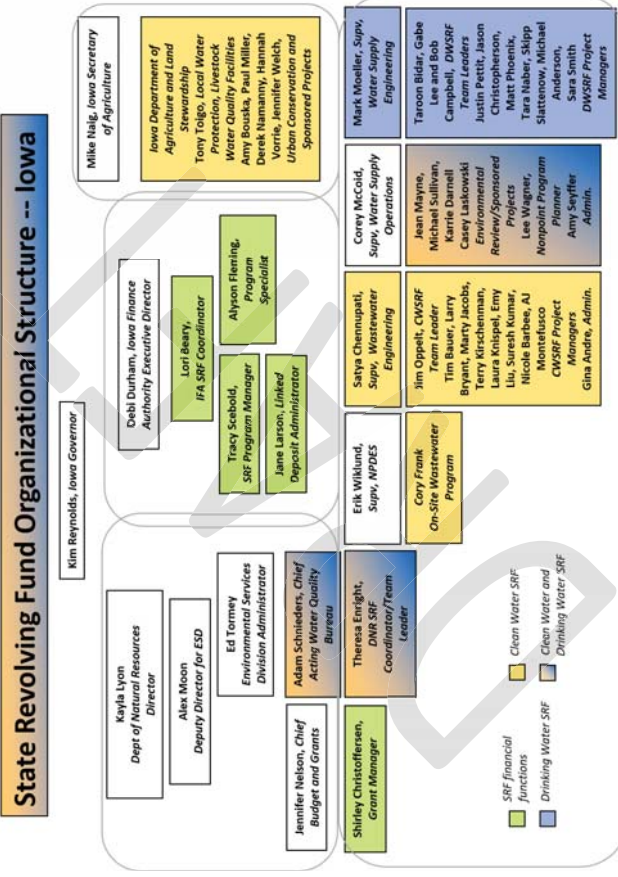 State Revolving Fund Organizational Structure -- Iowa
Kim Reynolds, Iowa Governor
Kayla Lyon
Dept of Natural Resources
Director
Alex Moon
Deputy Director for ESD
Ed Tormey
Environmental Services
Division Administrator
Jennifer Nelson, Chief
Budget and Grants
Adam Schnieders, Chief
Acting Water Quality
Bureau
Debi Durham, Iowa Finance
Authority Executive Director
Lori Beary,
IFA SRF Coordinator
Tracy Scebold,
SRF Program Manager
Alyson Fleming,
Program
Specialist
Jane Larson, Linked
Deposit Administrator
Mike Naig, Iowa Secretary
of Agriculture
Iowa Department of
Agriculture and Land
Stewardship
Tony Toigo, Local Water
Protection, Livestock
Water Quality Facilities
Amy Bouska, Paul Miller,
Derek Namanny, Hannah
Vorrie, Jennifer Welch,
Urban Conservation and
Sponsored Projects
Shirley Christoffersen,
Grant Manager
Theresa Enright,
DNR SRF
Coordinator/Team
Leader
Erik Wiklund,
Supv, NPDES
Cory Frank
On-Site Wastewater
Program
Satya Chennupati,
Supv, Wastewater
Engineering
Jim Oppelt, CWSRF
Team Leader
Tim Bauer, Larry
Bryant, Marty Jacobs,
Terry Kirschenman,
Laura Knispel, Emy
Liu, Suresh Kumar,
Nicole Barbee, AJ
Montefusco
CWSRF Project
Managers
Gina Andre, Admin.
Corey McCoid,
Supv, Water Supply
Operations
Jean Mayne,
Michael Sullivan,
Karrie Darnell
Casey Laskowski
Environmental
Review/Sponsored
Projects
Lee Wagner,
Nonpoint Program
Planner
Amy Seyffer
Admin.
Mark Moeller, Supv,
Water Supply
Engineering
Taroon Bidar, Gabe
Lee and Bob
Campbell, DWSRF
Team Leaders
Justin Pettit, Jason
Christopherson,
Matt Phoenix,
Tara Naber, Skipp
Slattenow, Michael
Anderson,
Sara Smith
DWSRF Project
Managers
SRF financial
functions
Drinking Water SRF
Clean Water SRF
Clean Water and
Drinking Water SRF